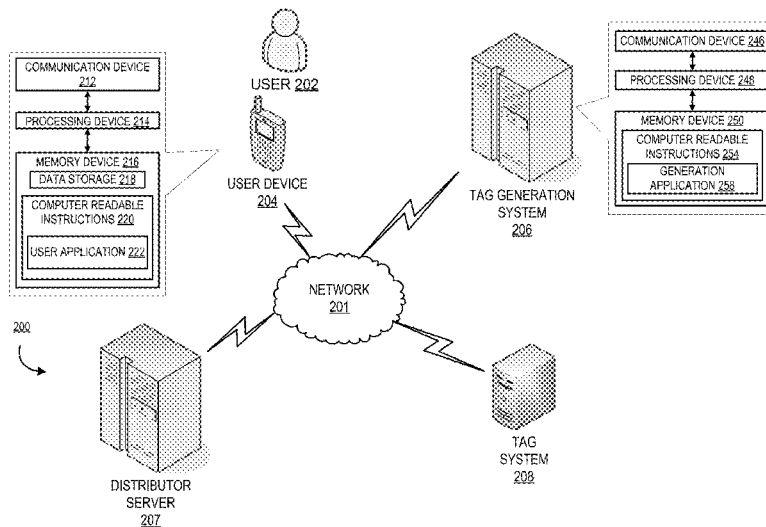 COMMUNICATION DEVICE
212
PROCESSING DEVICE 214
MEMORY DEVICE 216
DATA STORAGE 218
COMPUTER READABLE
INSTRUCTIONS 220
USER APPLICATION 222
USER 202
USER DEVICE
204
TAG GENERATION
SYSTEM
206
COMMUNICATION DEVICE 246
PROCESSING DEVICE 248
MEMORY DEVICE 250
COMPUTER READABLE
INSTRUCTIONS 254
GENERATION
APPLICATION 258
NETWORK
201
200
DISTRIBUTOR
SERVER
207
TAG
SYSTEM
208